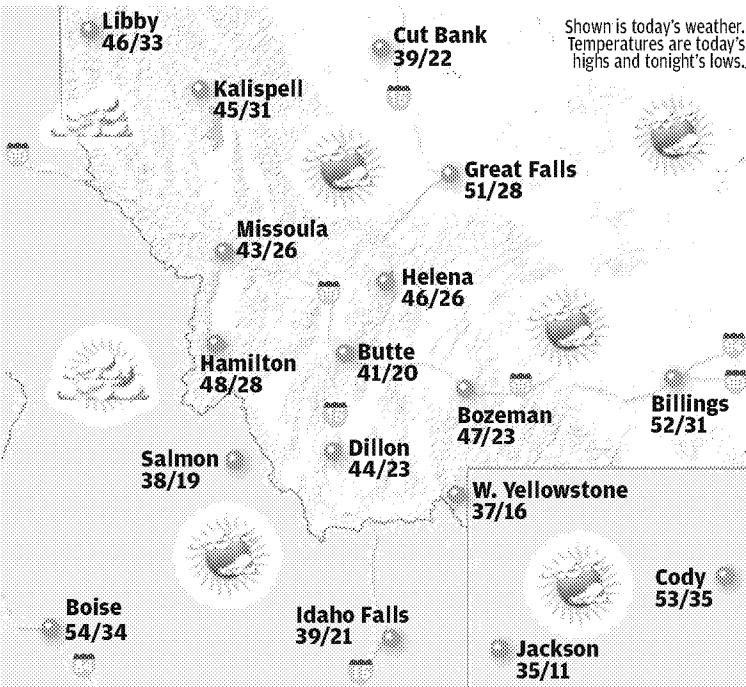 Libby
46/33
Cut Bank
39/22
Shown is today's weather.
Temperatures are today's
highs and tonight's lows.
Kalispell
45/31
Great Falls
51/28
Missoula
43/26
Helena
46/26
Hamilton
48/28
Butte
41/20
Bozeman
47/23
Billings
52/31
Salmon
38/19
Dillon
44/23
W. Yellowstone
37/16
Cody
53/35
Boise
54/34
Idaho Falls
39/21
Jackson
35/11